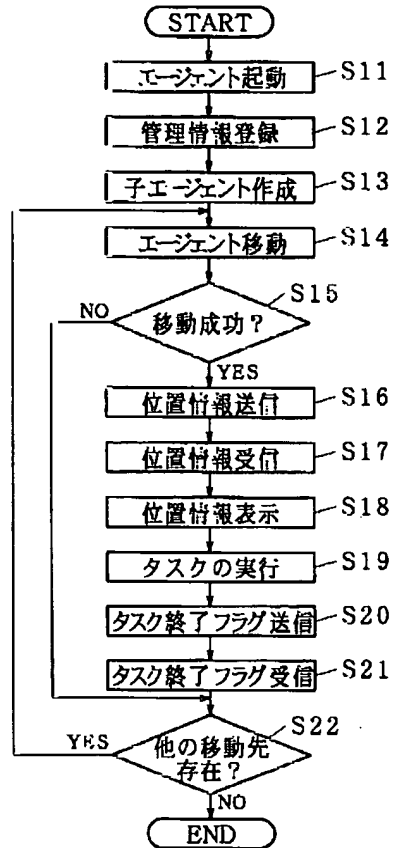 START
エージェント起動
S11
管理情報登録
S12
子エージェント作成
S13
エージェント移動
S14
S15
NO
移動成功?
YES
位置情報送信
S16
位置情報受信
S17
位置情報表示
S18
タスクの実行
S19
タスク終了フラグ送信
S20
タスク終了フラグ受信
S21
S22
YES
他の移動先
存在?
NO
END